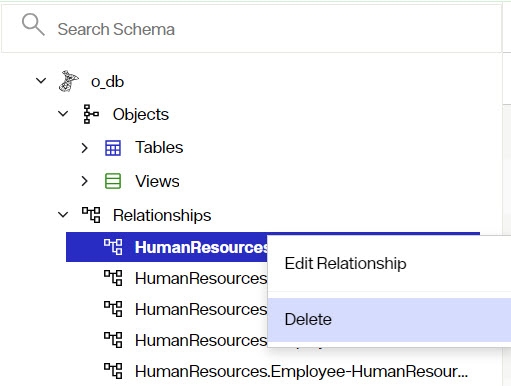 Search Schema
o_db
Objects
Tables
Views
Relationships
HumanResources
Edit Relationship
HumanResources
HumanResources
Delete
HumanResources.
HumanResources.Employee-HumanResour...